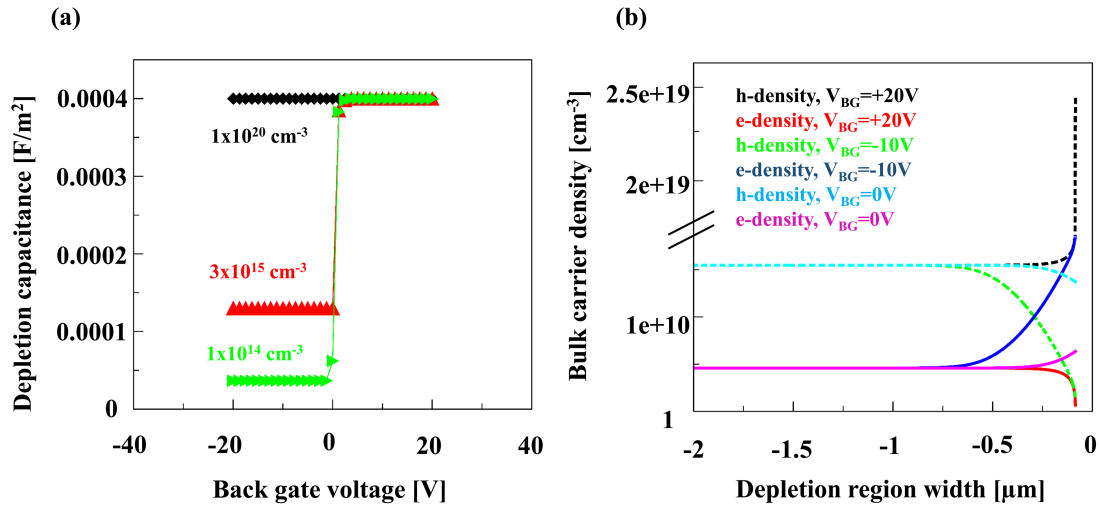 (a)
(b)
Depletion capacitance [F/m²]
0.0004
0.0003
0.0002
0.0001
0
1x10²⁰ cm⁻³
3x10¹⁵ cm⁻³
1x10¹⁴ cm⁻³
-40
-20
0
20
40
Back gate voltage [V]
Bulk carrier density [cm⁻³]
2.5e+19
2e+19
1e+10
1
h-density, V_BG=+20V
e-density, V_BG=+20V
h-density, V_BG=-10V
e-density, V_BG=-10V
h-density, V_BG=0V
e-density, V_BG=0V
-2
-1.5
-1
-0.5
0
Depletion region width [µm]